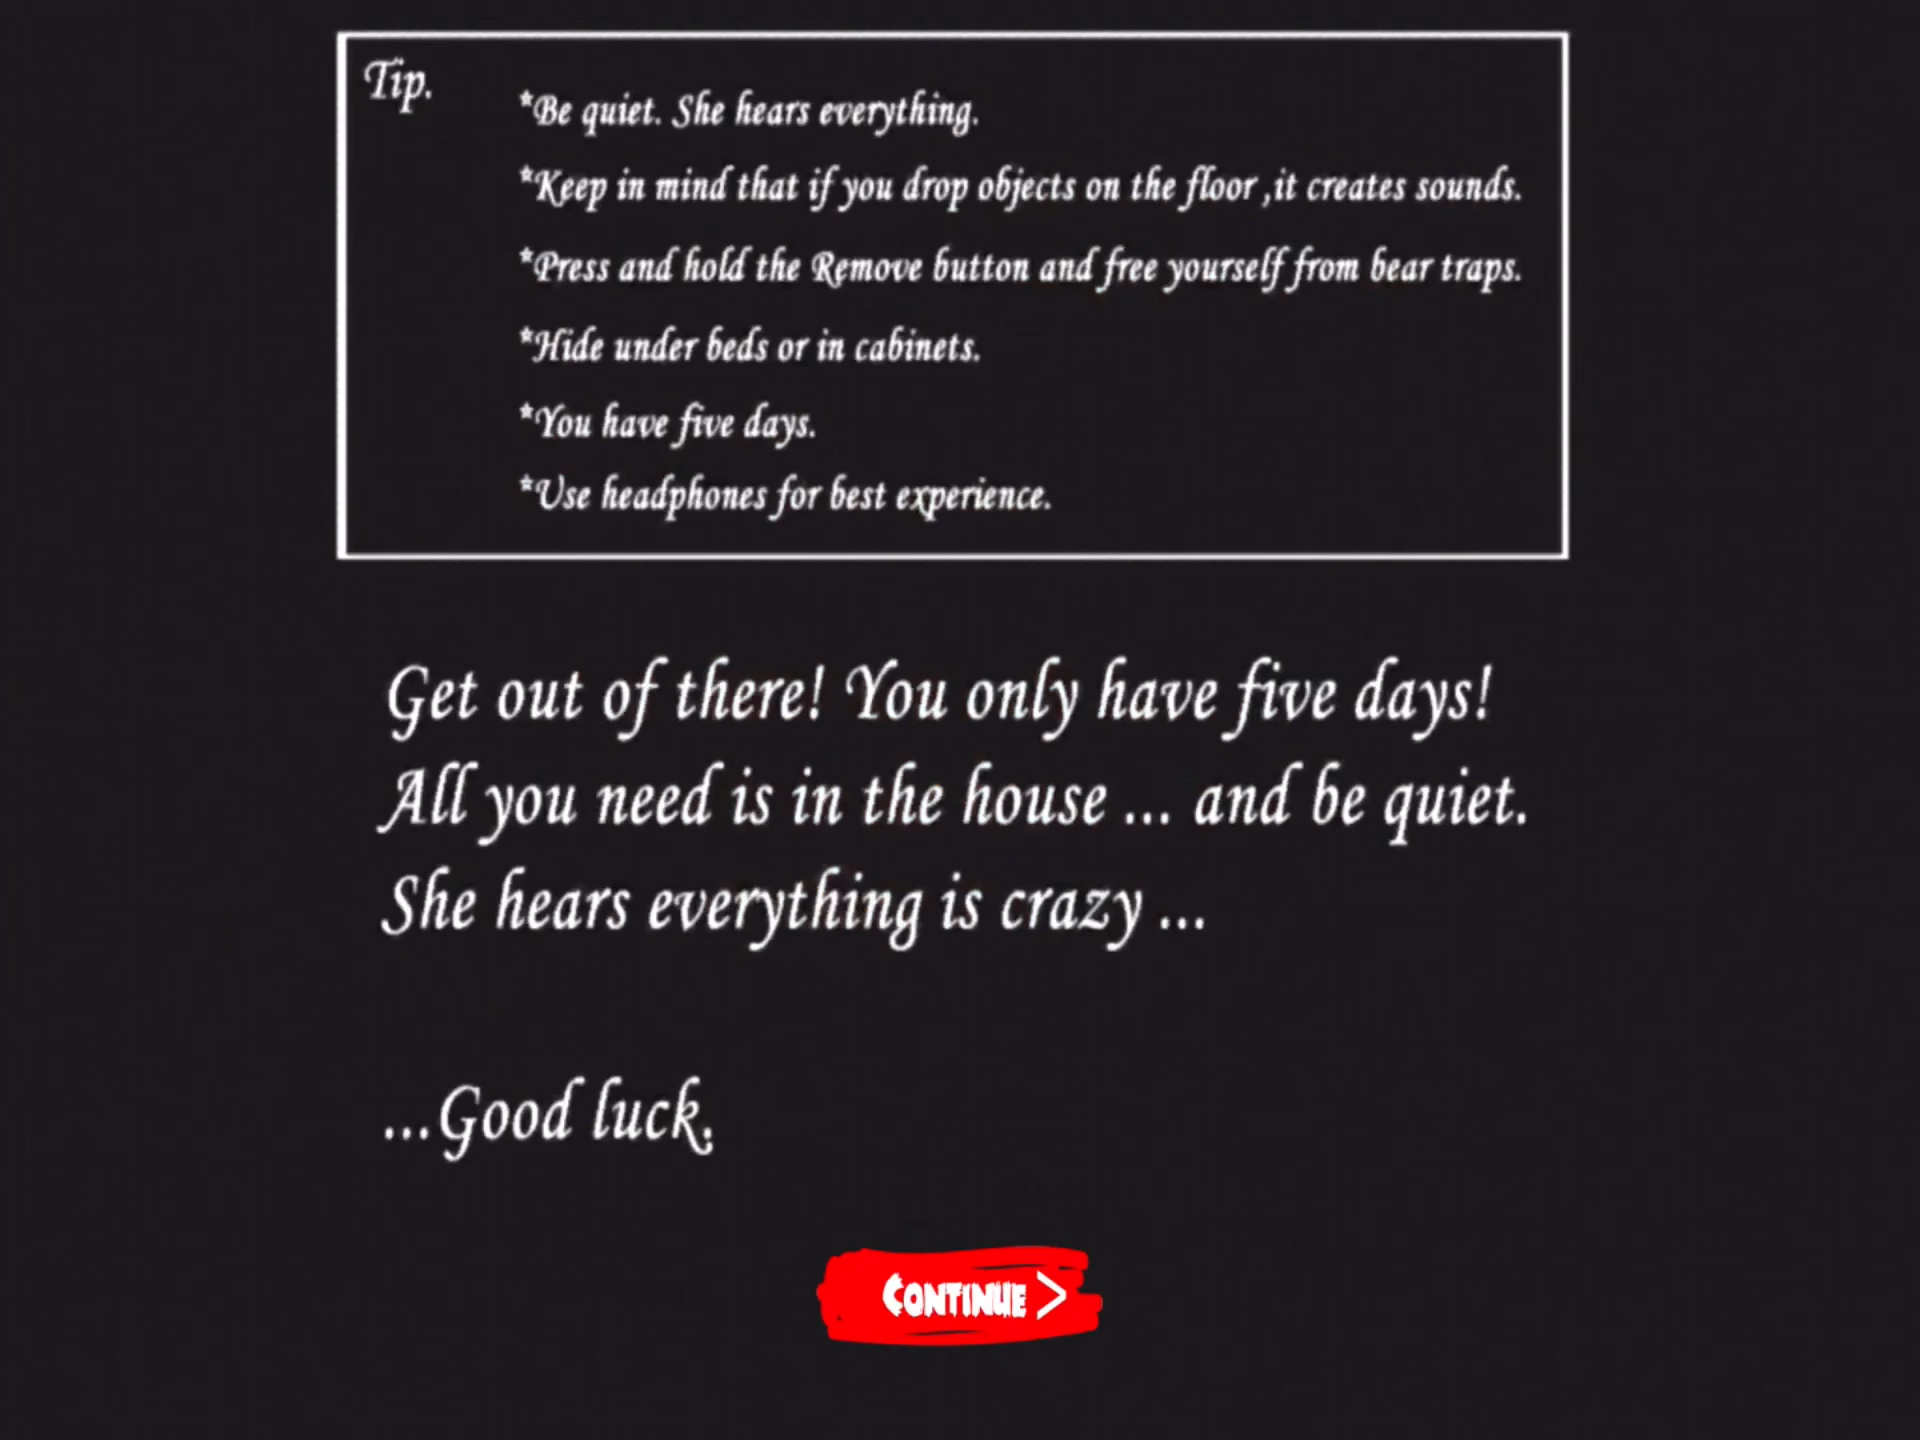 Tip.
*Be quiet. She hears everything.
*Keep in mind that if you drop objects on the floor ,it creates sounds.
*Press and hold the Remove button and free yourself from bear traps.
*Hide under beds or in cabinets.
*You have five days.
*Use headphones for best experience.
Get out of there! You only have five days!
All you need is in the house ... and be quiet.
She hears everything is crazy ...
...Good luck.
CONTINUE >